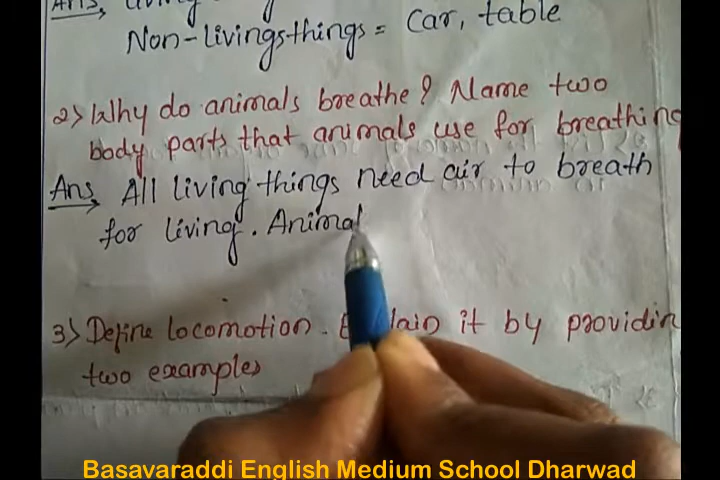 Ans,
Non-Livingsthings = Car, table
2> Why do animals breathe? Name two
body parts that animals use for breathing
Ans, All living things need air to breath
for living. Animal
3> Define locomotion. Explain it by providin
two examples
Basavaraddi English Medium School Dharwad